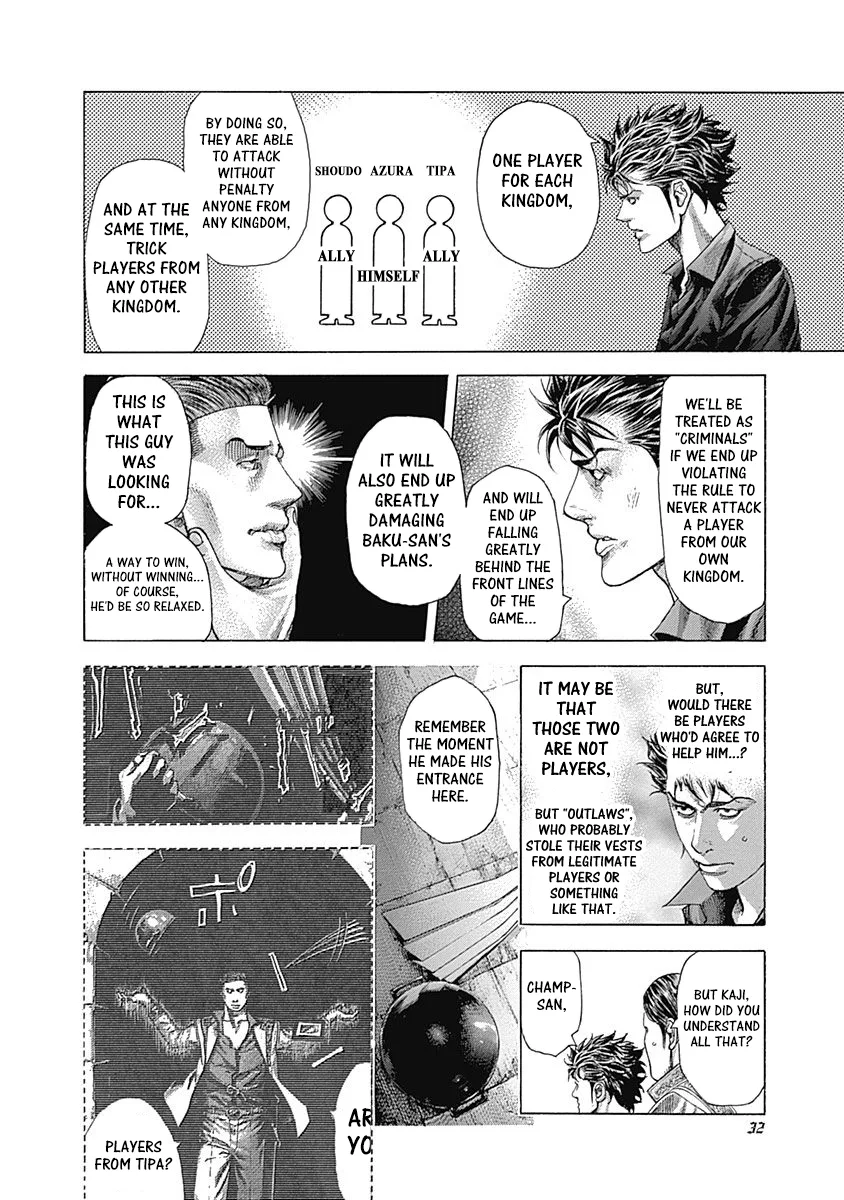 ONE PLAYER
FOR EACH
KINGDOM,
SHOUDO AZURA TIPA
ALLY
HIMSELF
ALLY
BY DOING SO,
THEY ARE ABLE
TO ATTACK
WITHOUT
PENALTY
ANYONE FROM
ANY KINGDOM,
AND AT THE
SAME TIME,
TRICK
PLAYERS FROM
ANY OTHER
KINGDOM.
WE'LL BE
TREATED AS
"CRIMINALS"
IF WE END UP
VIOLATING
THE RULE TO
NEVER ATTACK
A PLAYER
FROM OUR
OWN
KINGDOM.
AND WILL
END UP
FALLING
GREATLY
BEHIND THE
FRONT LINES
OF THE
GAME...
IT WILL
ALSO END UP
GREATLY
DAMAGING
BAKU-SAN'S
PLANS.
THIS IS
WHAT
THIS GUY
WAS
LOOKING
FOR...
A WAY TO WIN,
WITHOUT WINNING...
OF COURSE,
HE'D BE SO RELAXED.
BUT,
WOULD THERE
BE PLAYERS
WHO'D AGREE TO
HELP HIM...?
IT MAY BE
THAT
THOSE TWO
ARE NOT
PLAYERS,
BUT "OUTLAWS",
WHO PROBABLY
STOLE THEIR VESTS
FROM LEGITIMATE
PLAYERS OR
SOMETHING
LIKE THAT.
BUT KAJI,
HOW DID YOU
UNDERSTAND
ALL THAT?
CHAMP-
SAN,
REMEMBER
THE MOMENT
HE MADE HIS
ENTRANCE
HERE.
ポ
AR
YO
PLAYERS
FROM TIPA?
32